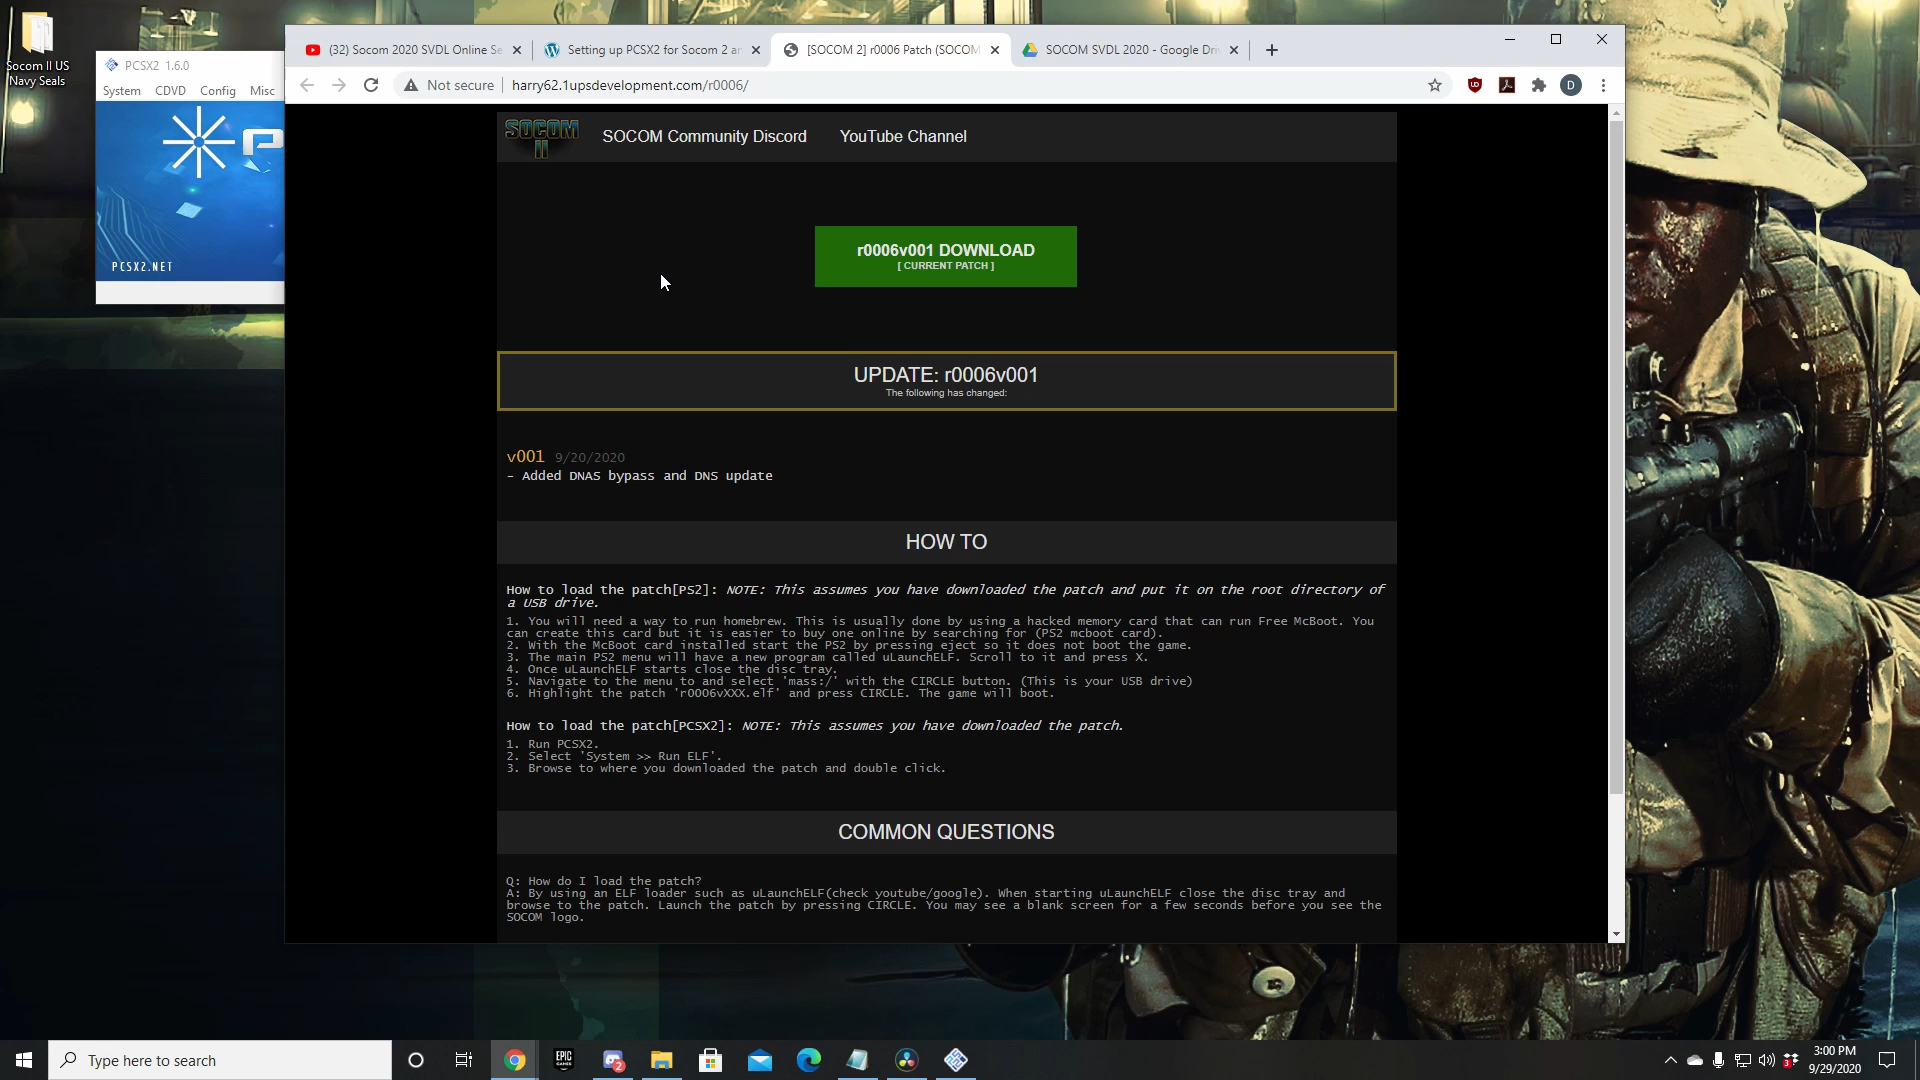 Socom II US
Navy Seals
PCSX2 1.6.0
System CDVD Config Misc
PCSX2.NET
(32) Socom 2020 SVDL Online Se
Setting up PCSX2 for Socom 2 an
[SOCOM 2] r0006 Patch (SOCOM
SOCOM SVDL 2020 - Google Dri
Not secure
harry62.1upsdevelopment.com/r0006/
D
SOCOM
II
SOCOM Community Discord
YouTube Channel
r0006v001 DOWNLOAD
[ CURRENT PATCH ]
UPDATE: r0006v001
The following has changed:
v001 9/20/2020
- Added DNAS bypass and DNS update
HOW TO
How to load the patch[PS2]: NOTE: This assumes you have downloaded the patch and put it on the root directory of
a USB drive.
1. You will need a way to run homebrew. This is usually done by using a hacked memory card that can run Free McBoot. You
can create this card but it is easier to buy one online by searching for (PS2 mcboot card).
2. With the McBoot card installed start the PS2 by pressing eject so it does not boot the game.
3. The main PS2 menu will have a new program called uLaunchELF. Scroll to it and press X.
4. Once uLaunchELF starts close the disc tray.
5. Navigate to the menu to and select 'mass:/' with the CIRCLE button. (This is your USB drive)
6. Highlight the patch 'r0006vXXX.elf' and press CIRCLE. The game will boot.
How to load the patch[PCSX2]: NOTE: This assumes you have downloaded the patch.
1. Run PCSX2.
2. Select 'System >> Run ELF'.
3. Browse to where you downloaded the patch and double click.
COMMON QUESTIONS
Q: How do I load the patch?
A: By using an ELF loader such as uLaunchELF(check youtube/google). When starting uLaunchELF close the disc tray and
browse to the patch. Launch the patch by pressing CIRCLE. You may see a blank screen for a few seconds before you see the
SOCOM logo.
Type here to search
EPIC
GAMES
2
3
3:00 PM
9/29/2020